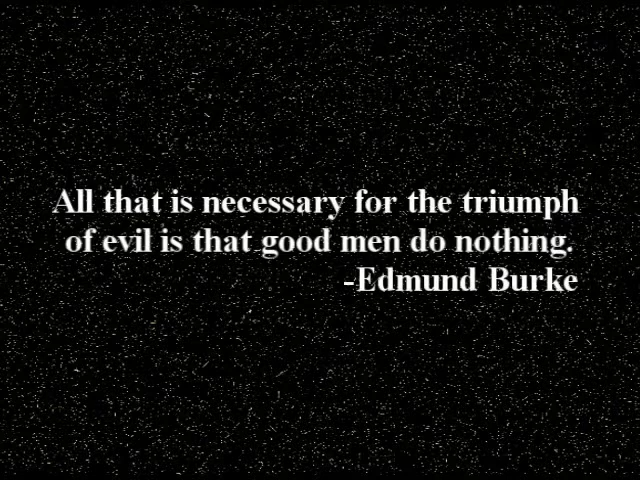 All that is necessary for the triumph
of evil is that good men do nothing.
-Edmund Burke